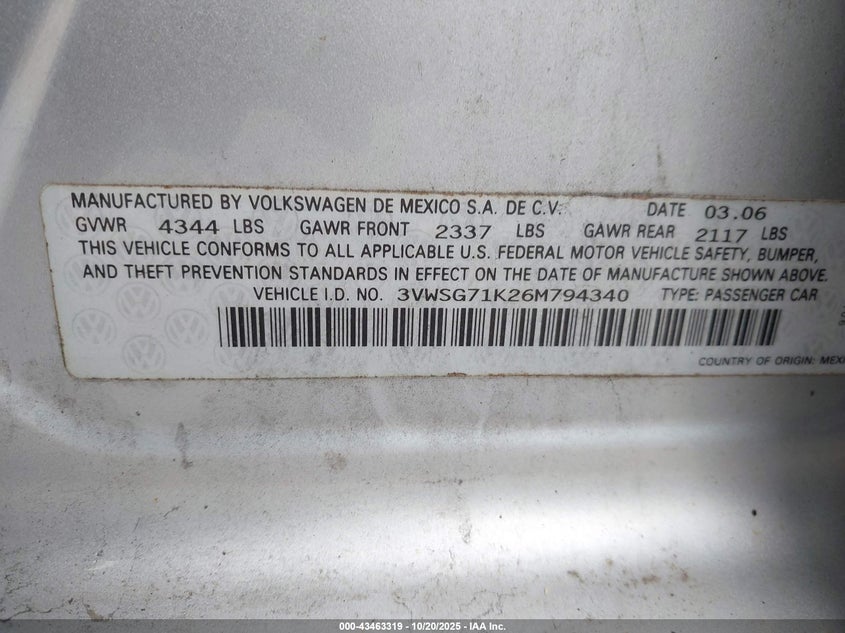 MANUFACTURED BY VOLKSWAGEN DE MEXICO S.A. DE C.V. DATE 03.06
GVWR 4344 LBS GAWR FRONT 2337 LBS GAWR REAR 2117 LBS
THIS VEHICLE CONFORMS TO ALL APPLICABLE U.S. FEDERAL MOTOR VEHICLE SAFETY, BUMPER,
AND THEFT PREVENTION STANDARDS IN EFFECT ON THE DATE OF MANUFACTURE SHOWN ABOVE.
VEHICLE I.D. NO. 3VWSG71K26M794340 TYPE: PASSENGER CAR
COUNTRY OF ORIGIN: MEXI
000-43463319 - 10/20/2025 - IAA Inc.